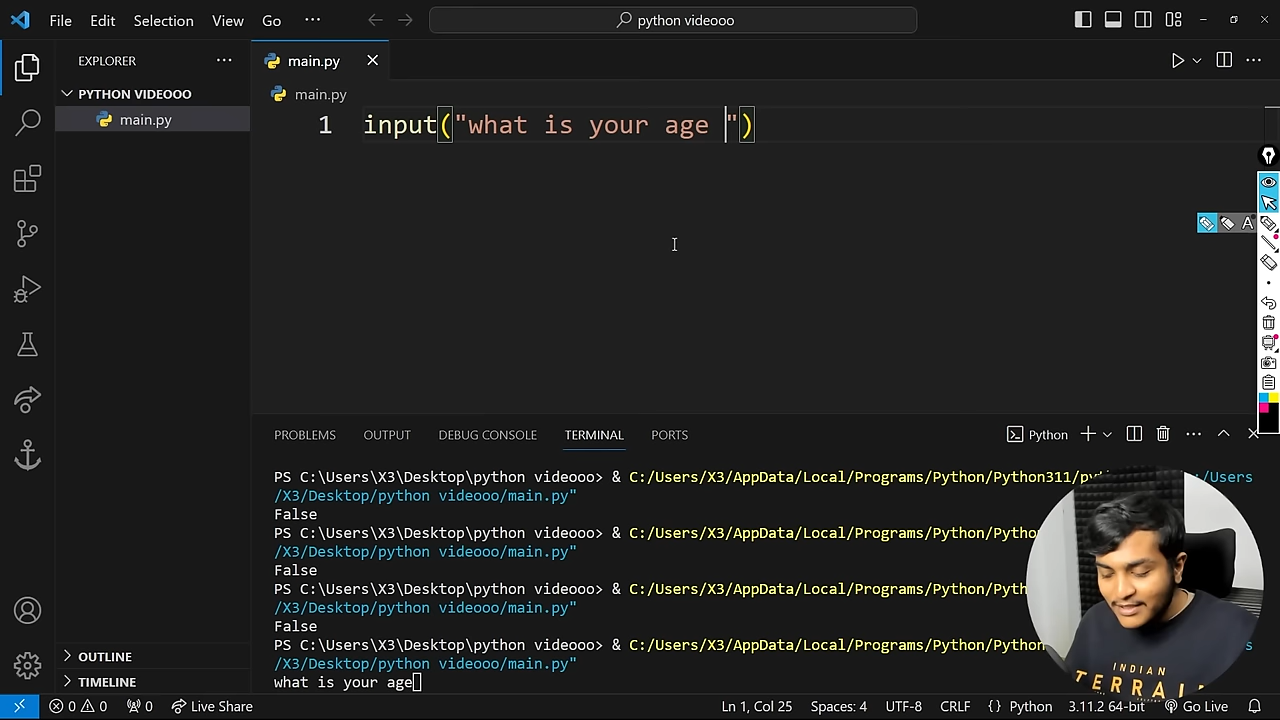 File Edit Selection View Go ··· python videooo
EXPLORER ···
PYTHON VIDEOOO
main.py
main.py
main.py
1 input("what is your age ")
PROBLEMS OUTPUT DEBUG CONSOLE TERMINAL PORTS Python
PS C:\Users\X3\Desktop\python videooo> & C:/Users/X3/AppData/Local/Programs/Python/Python311/pyt :/Users
/X3/Desktop/python videooo/main.py"
False
PS C:\Users\X3\Desktop\python videooo> & C:/Users/X3/AppData/Local/Programs/Python/Pytho
/X3/Desktop/python videooo/main.py"
False
PS C:\Users\X3\Desktop\python videooo> & C:/Users/X3/AppData/Local/Programs/Python/Pytho
/X3/Desktop/python videooo/main.py"
False
PS C:\Users\X3\Desktop\python videooo> & C:/Users/X3/AppData/Local/Programs/Python/Python s
/X3/Desktop/python videooo/main.py"
what is your age
OUTLINE
TIMELINE
INDIAN
TERRAI
0 0 0 Live Share Ln 1, Col 25 Spaces: 4 UTF-8 CRLF {} Python 3.11.2 64-bit Go Live